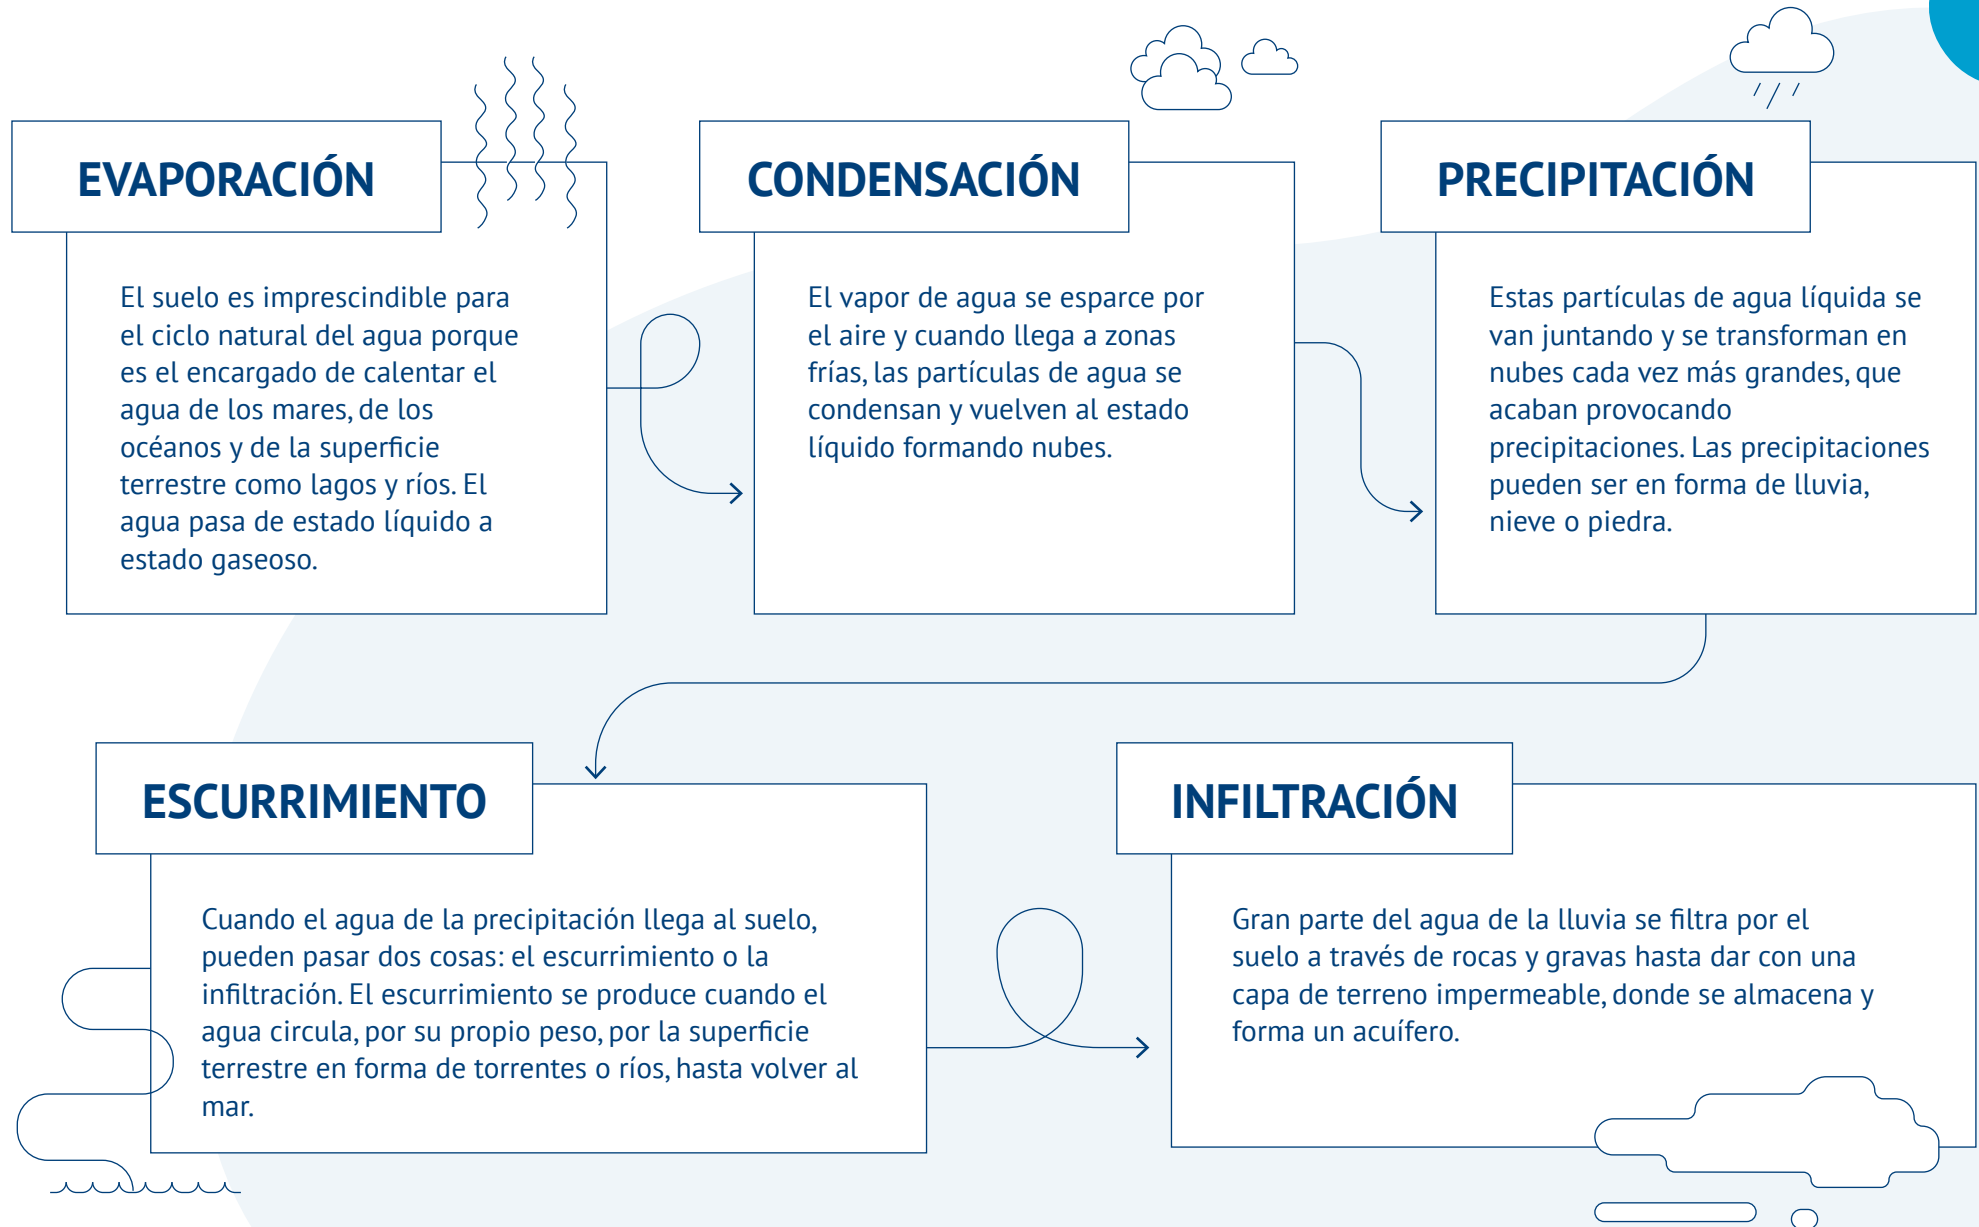 EVAPORACIÓN
El suelo es imprescindible para
el ciclo natural del agua porque
es el encargado de calentar el
agua de los mares, de los
océanos y de la superficie
terrestre como lagos y ríos. El
agua pasa de estado líquido a
estado gaseoso.
CONDENSACIÓN
El vapor de agua se esparce por
el aire y cuando llega a zonas
frías, las partículas de agua se
condensan y vuelven al estado
líquido formando nubes.
PRECIPITACIÓN
Estas partículas de agua líquida se
van juntando y se transforman en
nubes cada vez más grandes, que
acaban provocando
precipitaciones. Las precipitaciones
pueden ser en forma de lluvia,
nieve o piedra.
ESCURRIMIENTO
Cuando el agua de la precipitación llega al suelo,
pueden pasar dos cosas: el escurrimiento o la
infiltración. El escurrimiento se produce cuando el
agua circula, por su propio peso, por la superficie
terrestre en forma de torrentes o ríos, hasta volver al
mar.
INFILTRACIÓN
Gran parte del agua de la lluvia se filtra por el
suelo a través de rocas y gravas hasta dar con una
capa de terreno impermeable, donde se almacena y
forma un acuífero.